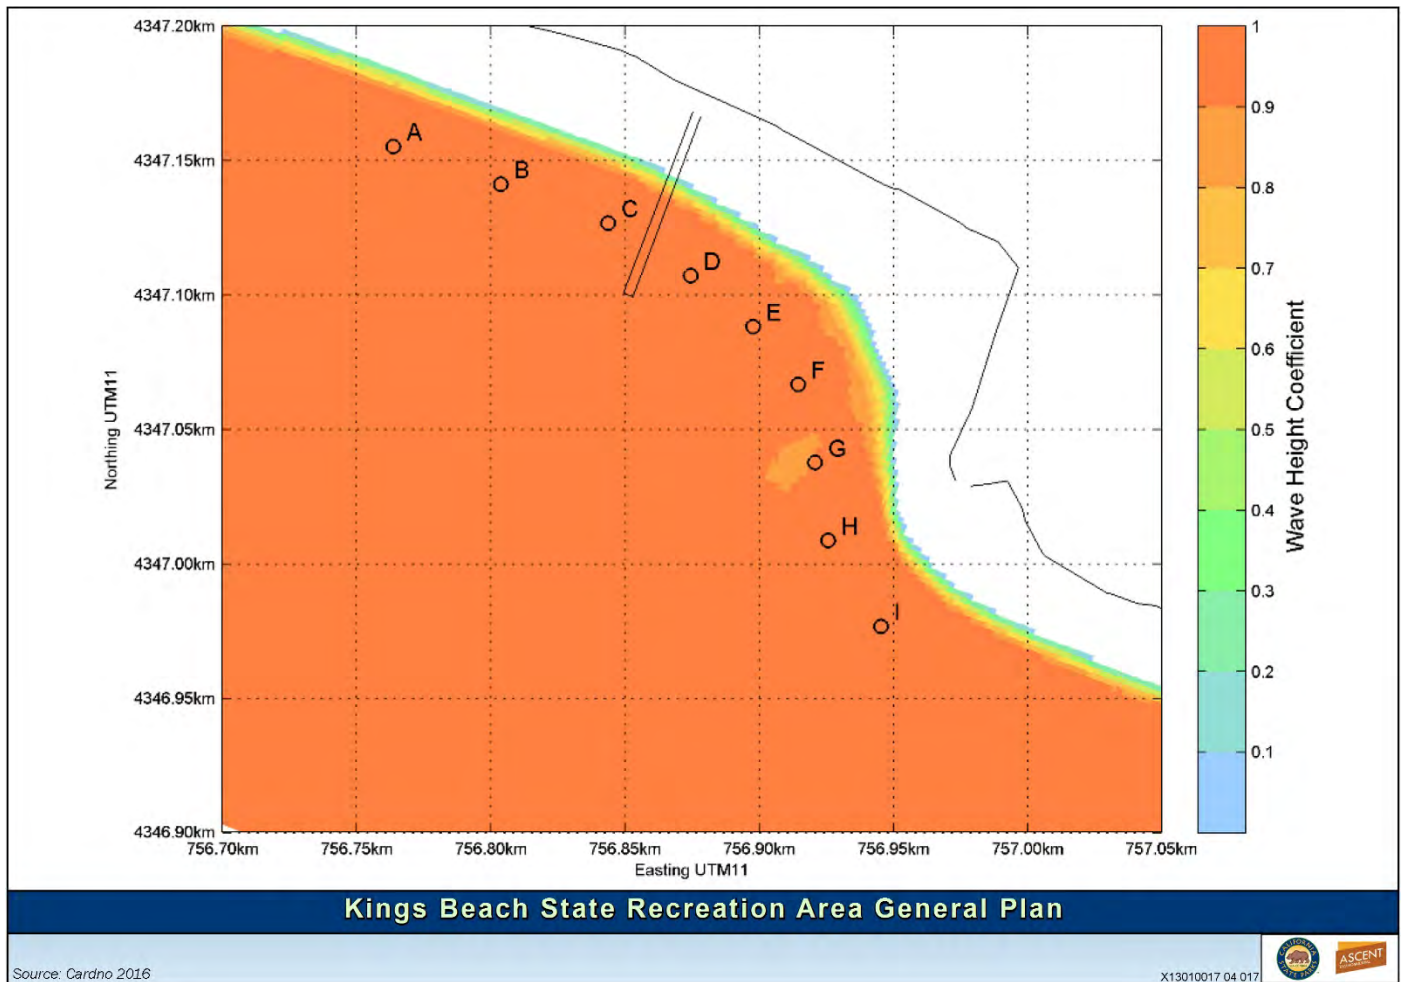 4347.20km
4347.15km
4347.10km
4347.05km
4347.00km
4346.95km
4346.90km
Northing UTM11
A
B
C
D
E
F
G
H
I
756.70km 756.75km 756.80km 756.85km 756.90km 756.95km 757.00km 757.05km
Easting UTM11
1
0.9
0.8
0.7
0.6
0.5
0.4
0.3
0.2
0.1
Wave Height Coefficient
Kings Beach State Recreation Area General Plan
Source: Cardno 2016
X13010017 04 017
CALIFORNIA
STATE PARKS
ASCENT